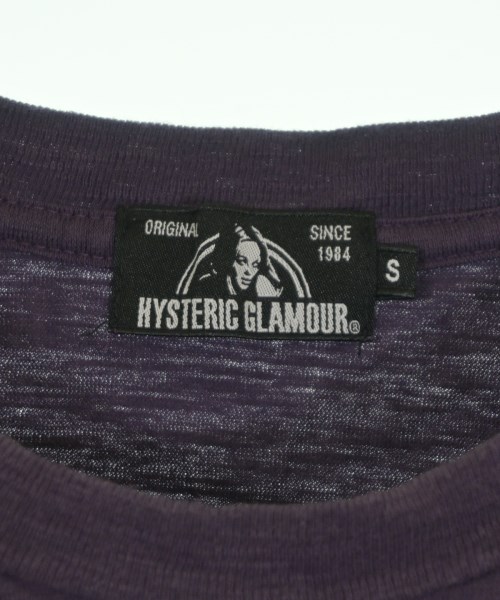 ORIGINAL
SINCE
1984
HYSTERIC GLAMOUR®
S